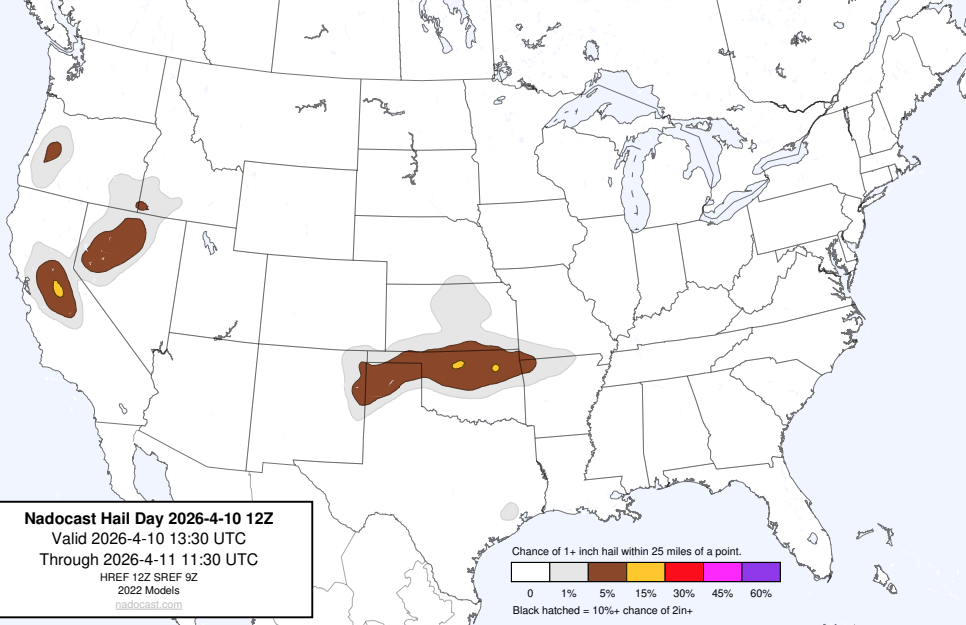 Nadocast Hail Day 2026-4-10 12Z
Valid 2026-4-10 13:30 UTC
Through 2026-4-11 11:30 UTC
HREF 12Z SREF 9Z
2022 Models
nadocast.com
Chance of 1+ inch hail within 25 miles of a point.
0 1% 5% 15% 30% 45% 60%
Black hatched = 10%+ chance of 2in+